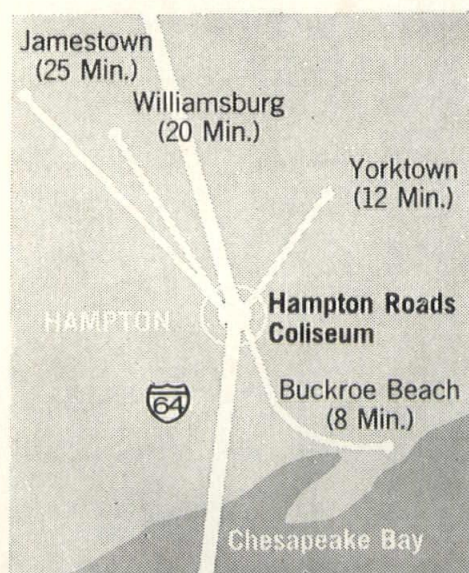 Jamestown
(25 Min.)
Williamsburg
(20 Min.)
Yorktown
(12 Min.)
HAMPTON
Hampton Roads
Coliseum
64
Buckroe Beach
(8 Min.)
Chesapeake Bay